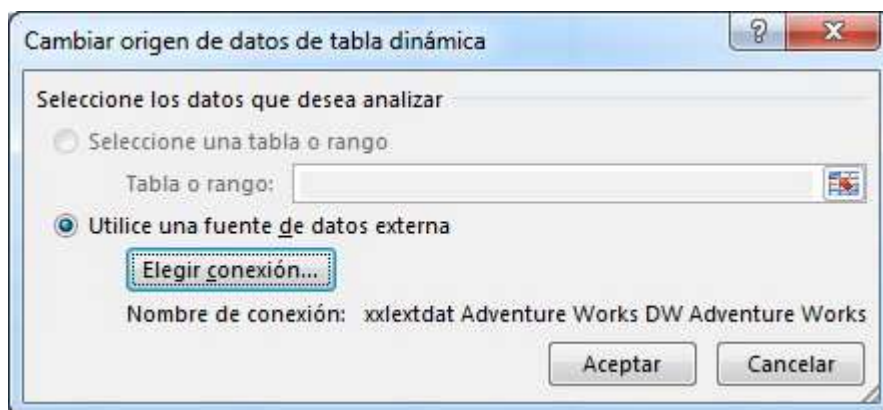 Cambiar origen de datos de tabla dinámica
Seleccione los datos que desea analizar
Seleccione una tabla o rango
Tabla o rango:
Utilice una fuente de datos externa
Elegir conexión...
Nombre de conexión: xxlextdat Adventure Works DW Adventure Works
Aceptar Cancelar